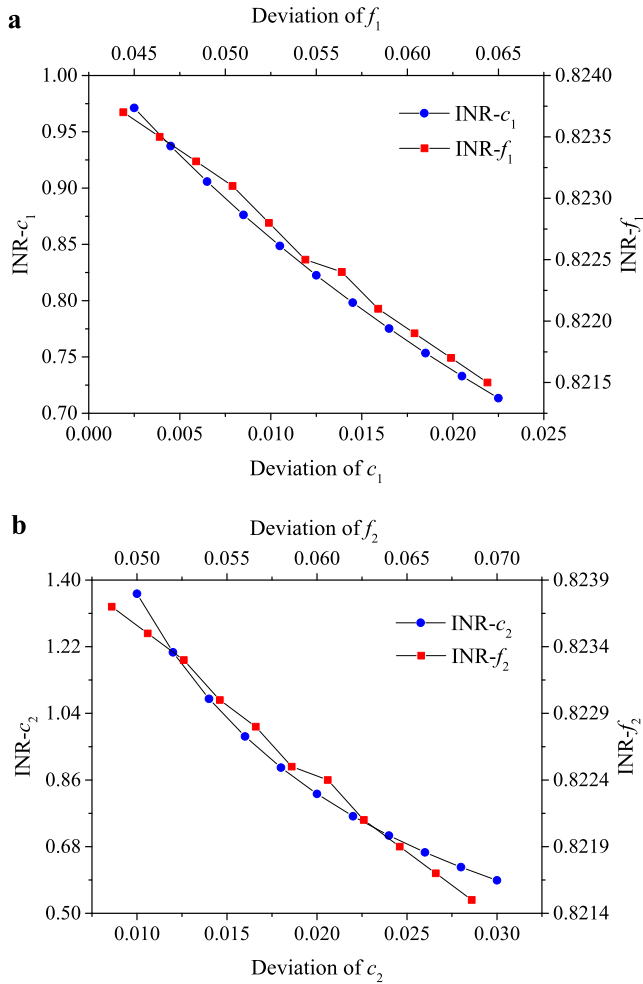 a
Deviation of f1
0.045 0.050 0.055 0.060 0.065
1.00 0.8240
0.95 0.8235
0.90 0.8230
0.85 0.8225
0.80 0.8220
0.75 0.8215
0.70
INR-c1
INR-f1
INR-c1
INR-f1
0.000 0.005 0.010 0.015 0.020 0.025
Deviation of c1
b
Deviation of f2
0.050 0.055 0.060 0.065 0.070
1.40 0.8239
1.22 0.8234
1.04 0.8229
0.86 0.8224
0.68 0.8219
0.50 0.8214
INR-c2
INR-f2
INR-c2
INR-f2
0.010 0.015 0.020 0.025 0.030
Deviation of c2